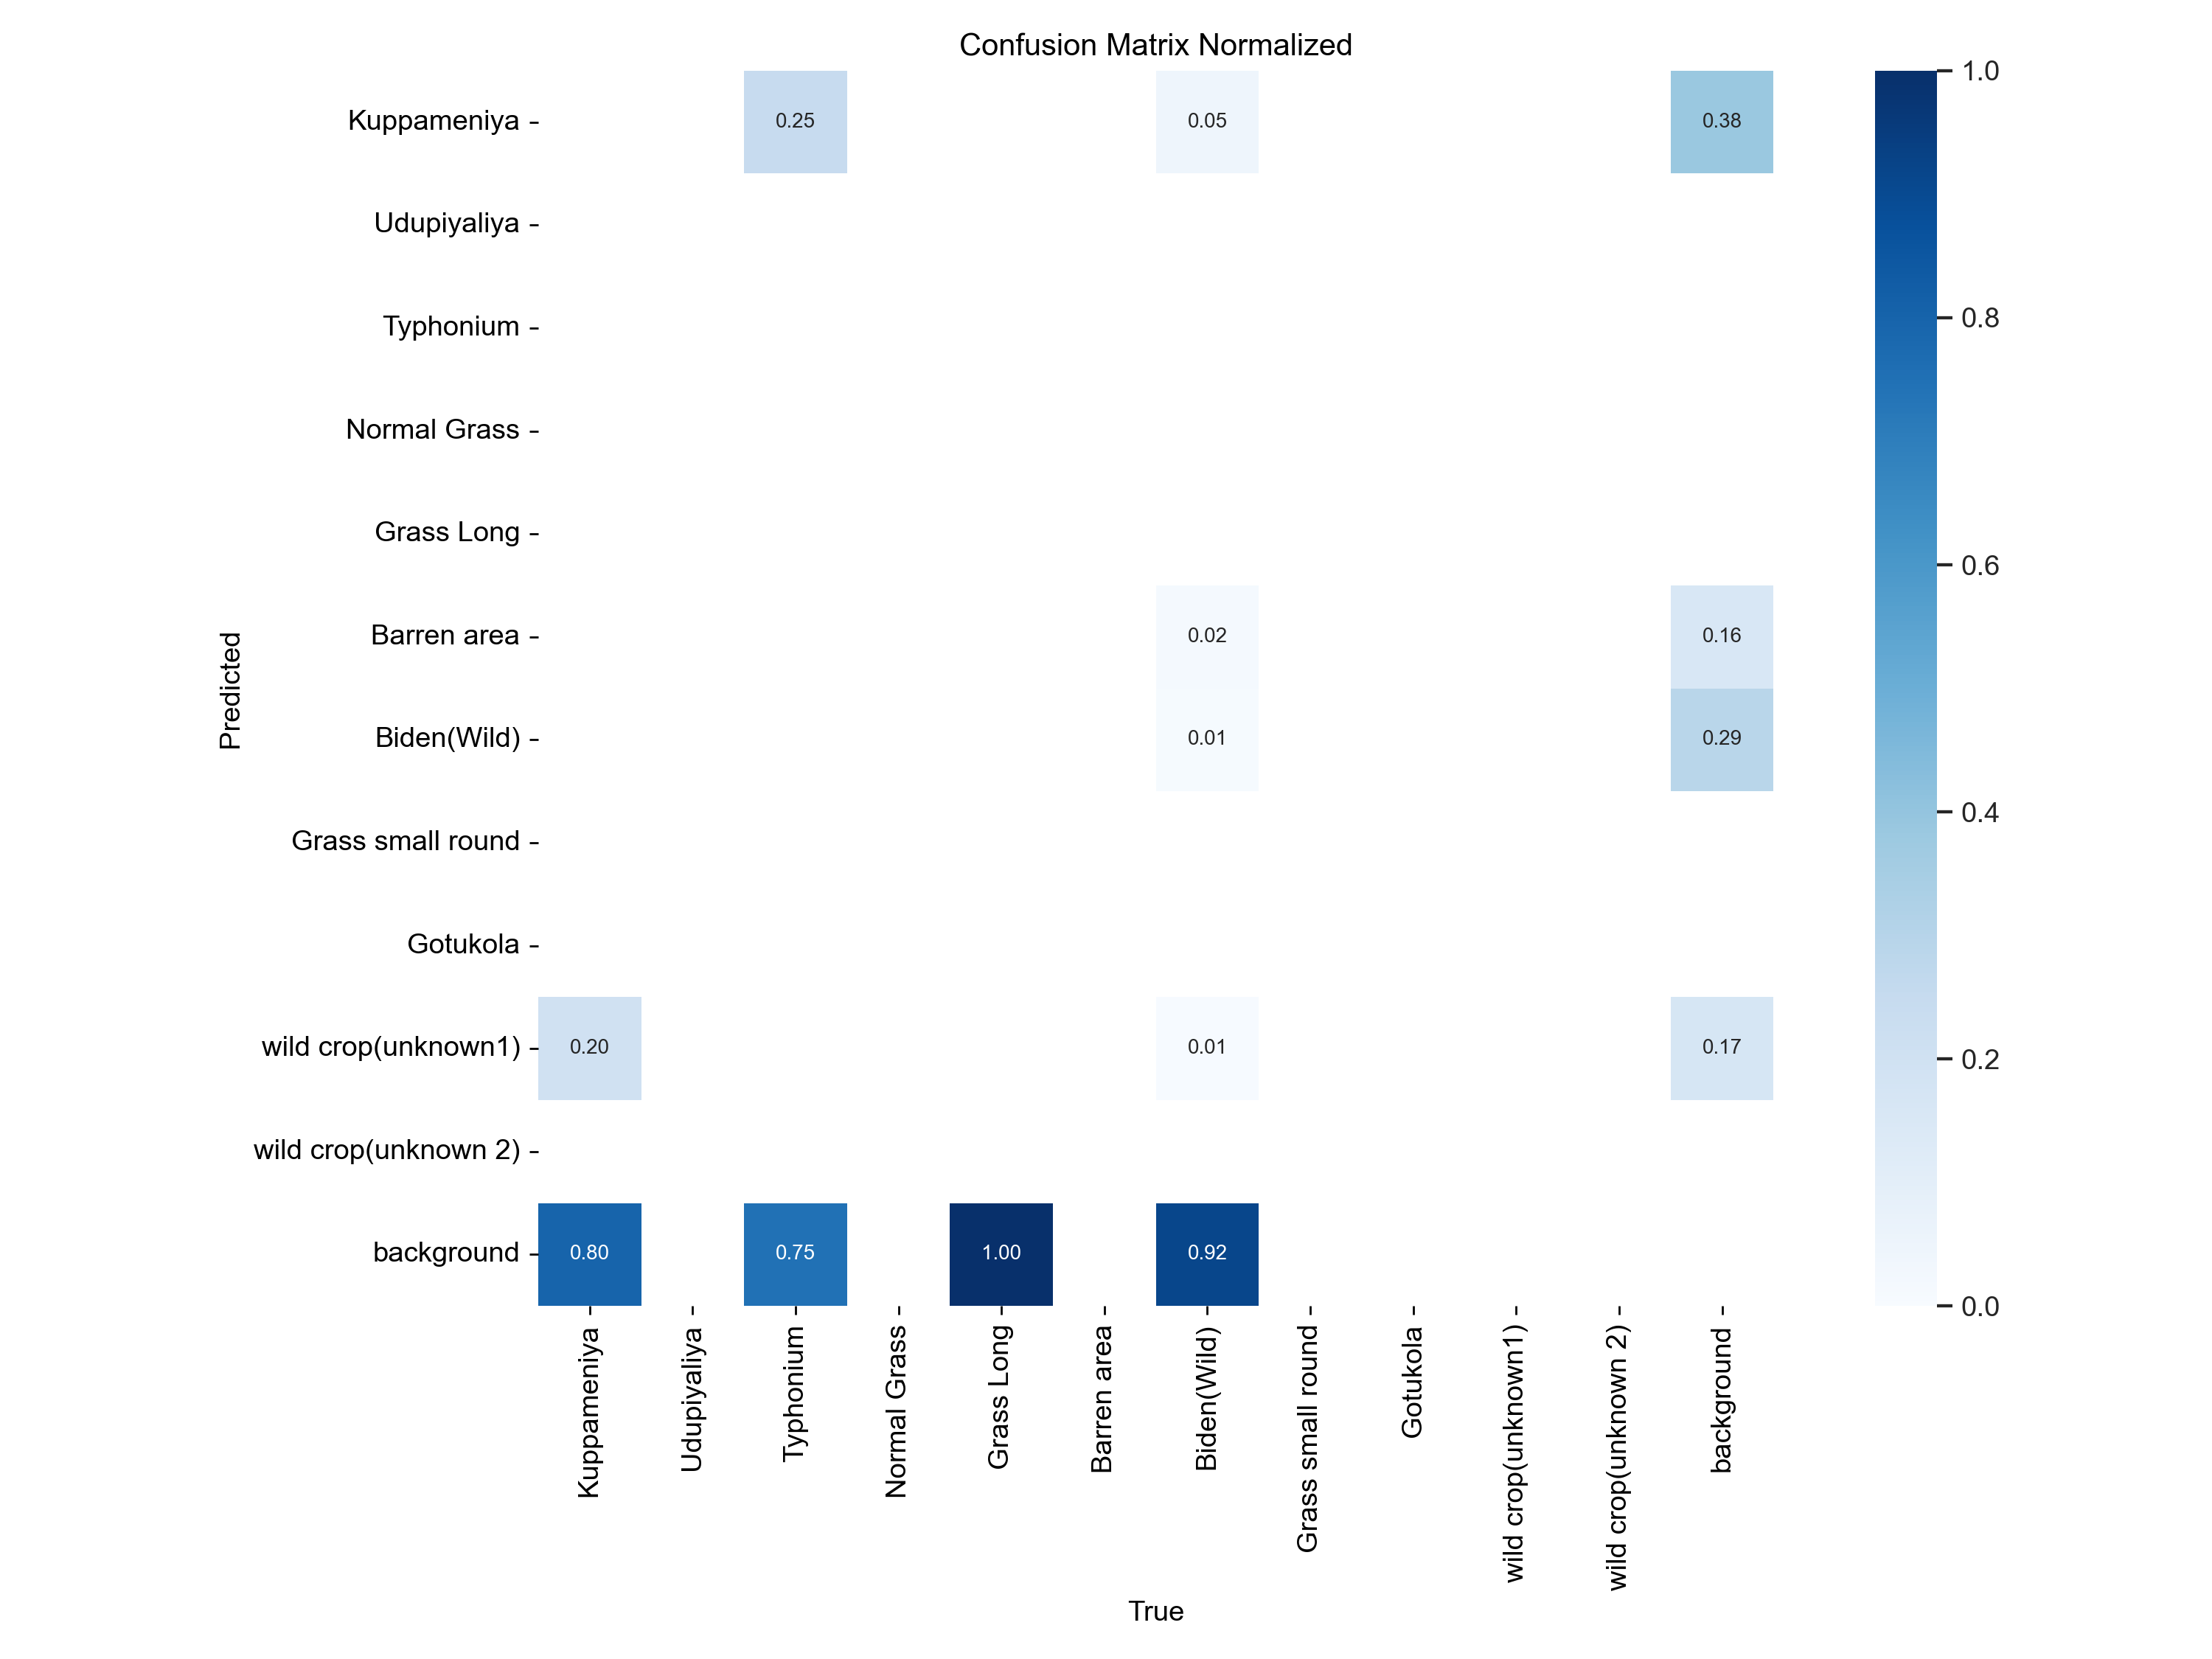 Confusion Matrix Normalized
Kuppameniya 0.25 0.05 0.38
Udupiyaliya
Typhonium
Normal Grass
Grass Long
Barren area 0.02 0.16
Biden(Wild) 0.01 0.29
Grass small round
Gotukola
wild crop(unknown1) 0.20 0.01 0.17
wild crop(unknown 2)
background 0.80 0.75 1.00 0.92
Predicted
Kuppameniya
Udupiyaliya
Typhonium
Normal Grass
Grass Long
Barren area
Biden(Wild)
Grass small round
Gotukola
wild crop(unknown1)
wild crop(unknown 2)
background
True
1.0
0.8
0.6
0.4
0.2
0.0